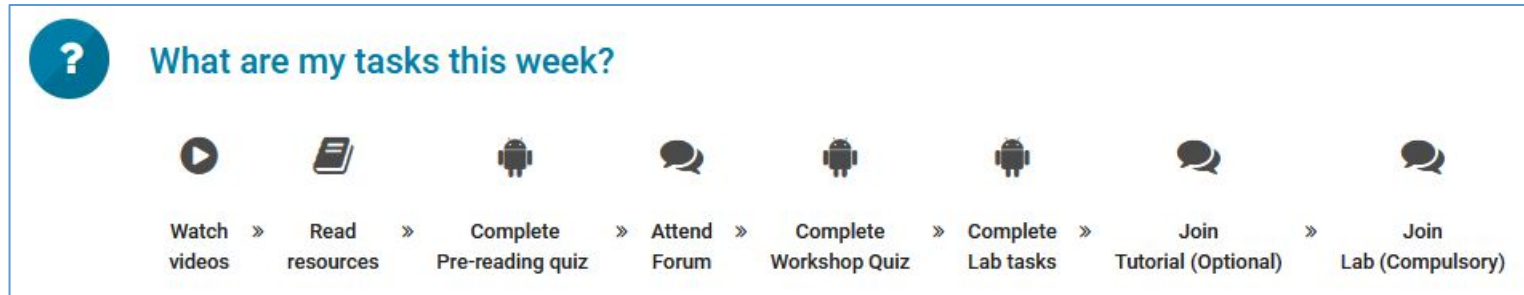 ?
What are my tasks this week?
Watch » Read » Complete » Attend » Complete » Complete » Join » Join
videos resources Pre-reading quiz Forum Workshop Quiz Lab tasks Tutorial (Optional) Lab (Compulsory)